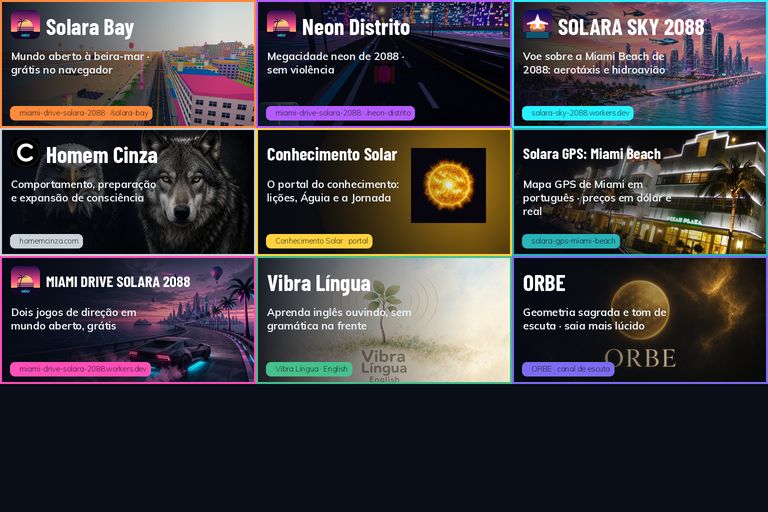 Solara Bay
Mundo aberto à beira-mar ·
grátis no navegador
miami-drive-solara-2088 · /solara-bay
Neon Distrito
Megacidade neon de 2088 ·
sem violência
miami-drive-solara-2088 · /neon-distrito
SOLARA SKY 2088
Voe sobre a Miami Beach de
2088: aerotáxis e hidroavião
solara-sky-2088.workers.dev
C
Homem Cinza
Comportamento, preparação
e expansão de consciência
homemcinza.com
Conhecimento Solar
O portal do conhecimento:
lições, Águia e a Jornada
Conhecimento Solar · portal
Solara GPS: Miami Beach
Mapa GPS de Miami em
português · preços em dólar e
real
solara-gps-miami-beach
MIAMI DRIVE SOLARA 2088
Dois jogos de direção em
mundo aberto, grátis
miami-drive-solara-2088.workers.dev
Vibra Língua
Aprenda inglês ouvindo, sem
gramática na frente
Vibra Língua · English
Vibra
Língua
English
ORBE
Geometria sagrada e tom de
escuta · saia mais lúcido
ORBE · canal de escuta
ORBE